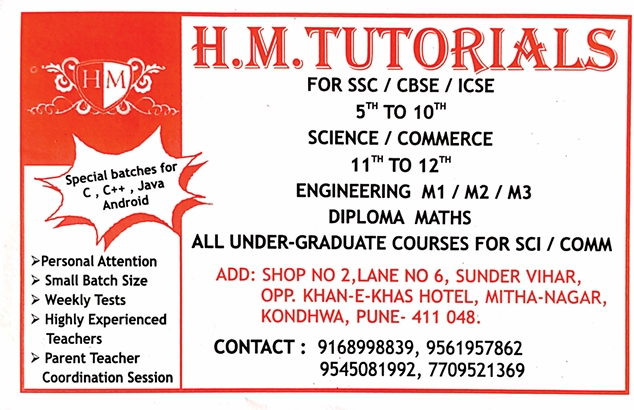 H.M.TUTORIALS
H M
FOR SSC / CBSE / ICSE
5TH TO 10TH
SCIENCE / COMMERCE
11TH TO 12TH
ENGINEERING M1 / M2 / M3
DIPLOMA MATHS
ALL UNDER-GRADUATE COURSES FOR SCI / COMM
Special batches for
C , C++ , Java
Android
➢Personal Attention
➢ Small Batch Size
➢ Weekly Tests
➢ Highly Experienced
Teachers
➢ Parent Teacher
Coordination Session
ADD: SHOP NO 2,LANE NO 6, SUNDER VIHAR,
OPP. KHAN-E-KHAS HOTEL, MITHA-NAGAR,
KONDHWA, PUNE- 411 048.
CONTACT : 9168998839, 9561957862
9545081992, 7709521369